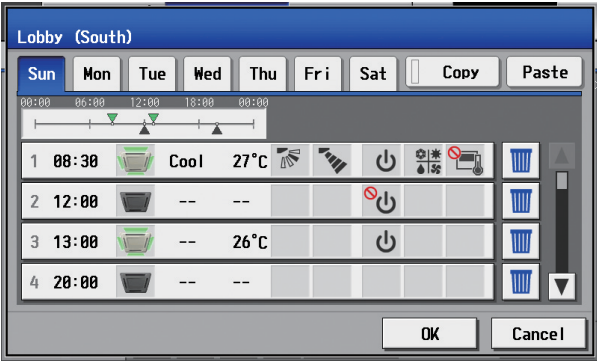 Lobby (South)
Sun Mon Tue Wed Thu Fri Sat Copy Paste
00:00 06:00 12:00 18:00 00:00
1 08:30 Cool 27°C
2 12:00 -- --
3 13:00 -- 26°C
4 20:00 -- --
OK Cancel